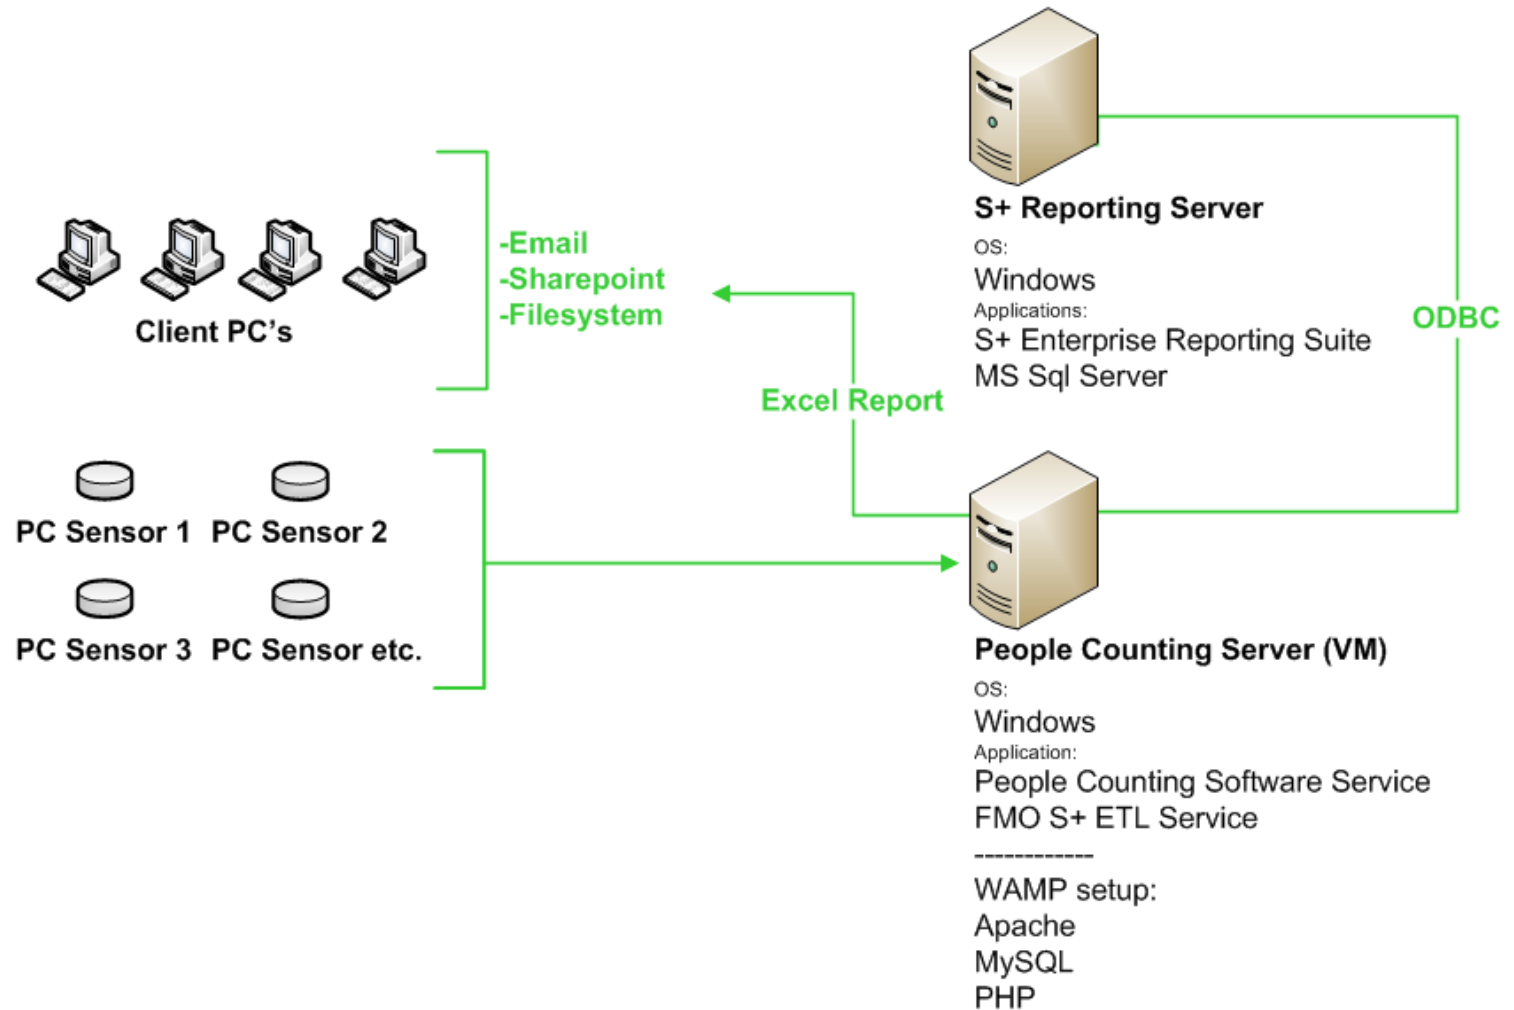 S+ Reporting Server
OS:
Windows
Applications:
S+ Enterprise Reporting Suite
MS Sql Server
ODBC
-Email
-Sharepoint
-Filesystem
Client PC's
Excel Report
PC Sensor 1
PC Sensor 2
PC Sensor 3
PC Sensor etc.
People Counting Server (VM)
OS:
Windows
Application:
People Counting Software Service
FMO S+ ETL Service
------------
WAMP setup:
Apache
MySQL
PHP